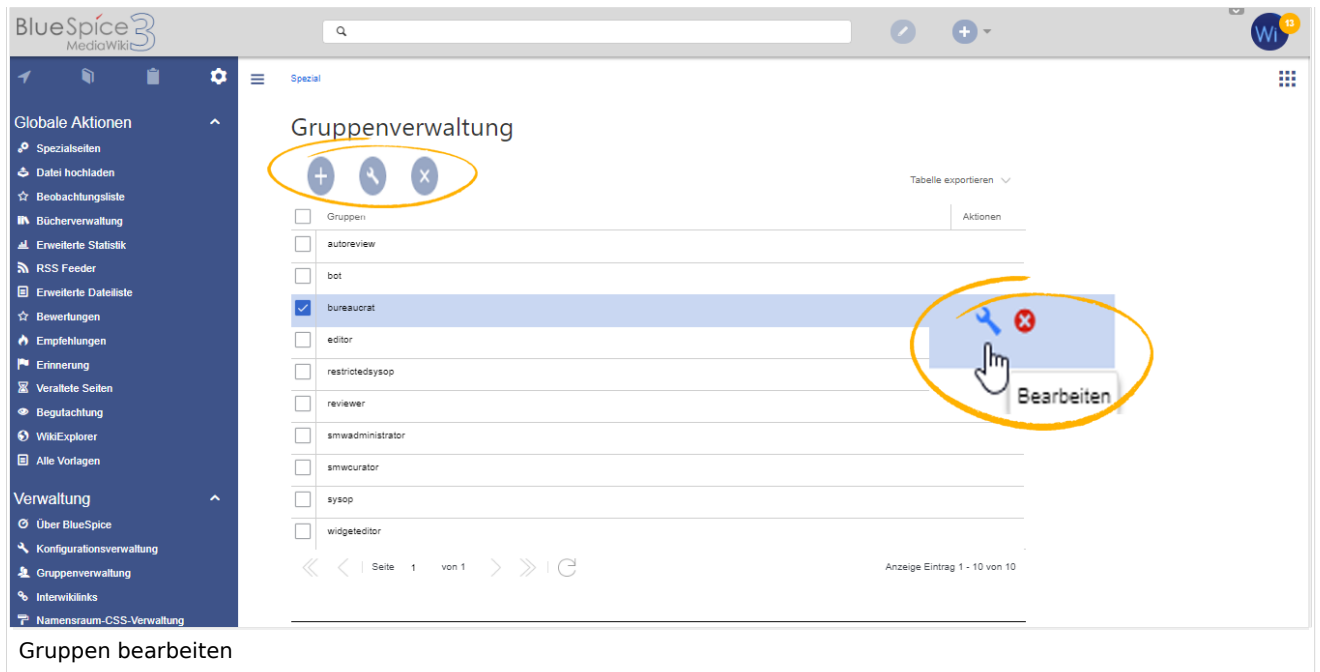 BlueSpice 3
MediaWiki
Wi
13
Spezial
Globale Aktionen
Spezialseiten
Datei hochladen
Beobachtungsliste
Bücherverwaltung
Erweiterte Statistik
RSS Feeder
Erweiterte Dateiliste
Bewertungen
Empfehlungen
Erinnerung
Veraltete Seiten
Begutachtung
WikiExplorer
Alle Vorlagen
Verwaltung
Über BlueSpice
Konfigurationsverwaltung
Gruppenverwaltung
Interwikilinks
Namensraum-CSS-Verwaltung
Gruppenverwaltung
Tabelle exportieren
Gruppen Aktionen
autoreview
bot
bureaucrat
editor
restrictedsysop
reviewer
smwadministrator
smwcurator
sysop
widgeteditor
Bearbeiten
Seite 1 von 1
Anzeige Eintrag 1 - 10 von 10
Gruppen bearbeiten